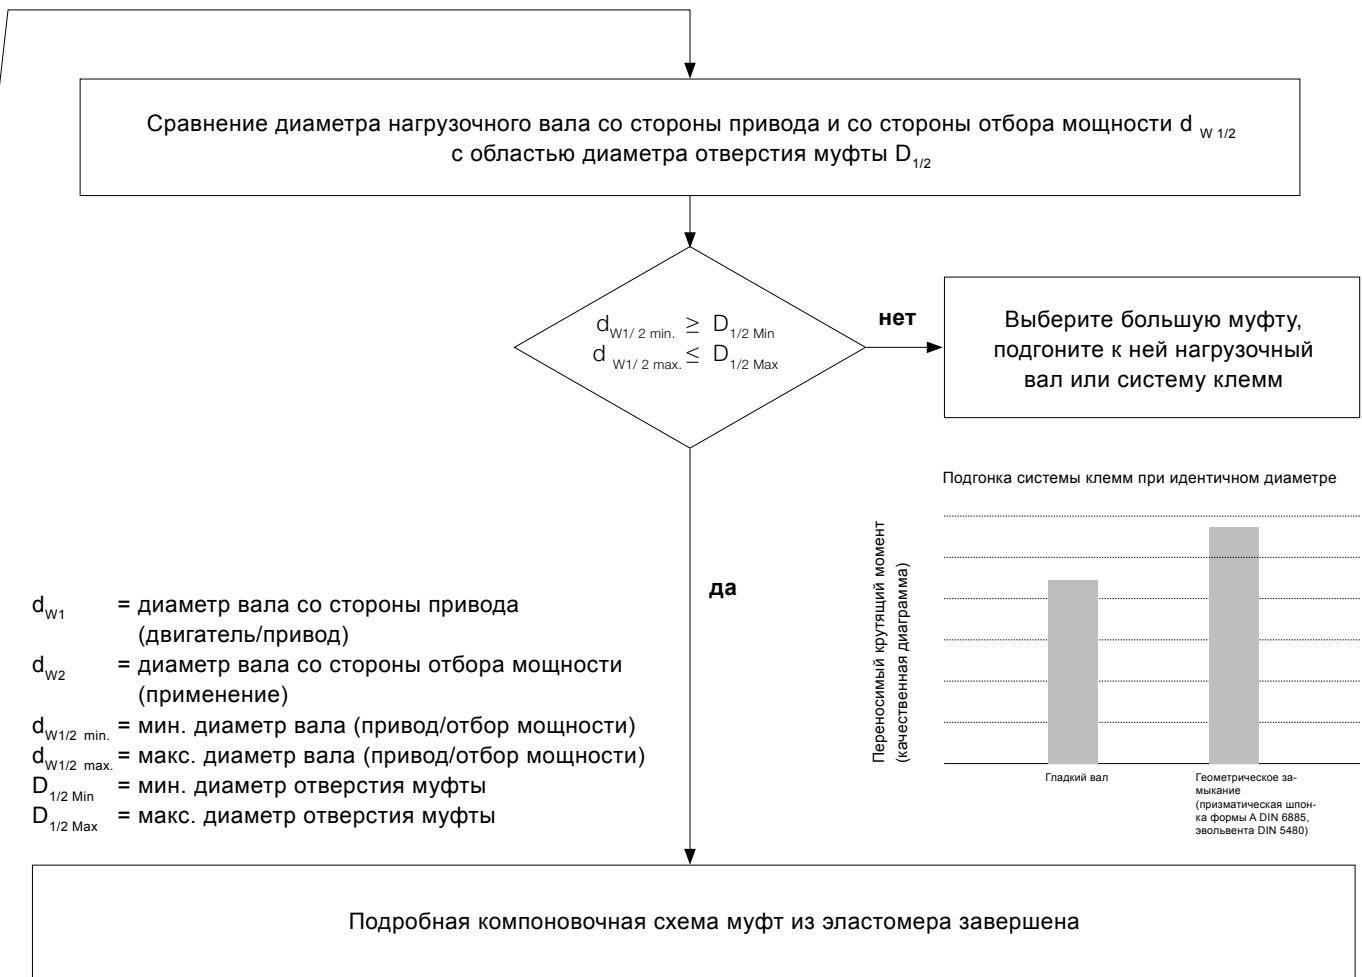 Сравнение диаметра нагрузочного вала со стороны привода и со стороны отбора мощности d W 1/2
с областью диаметра отверстия муфты D1/2
dW1/ 2 min. ≥ D1/2 Min
d W1/ 2 max. ≤ D1/2 Max
нет
Выберите большую муфту,
подгоните к ней нагрузочный
вал или систему клемм
Подгонка системы клемм при идентичном диаметре
Переносимый крутящий момент
(качественная диаграмма)
Гладкий вал
Геометрическое за-
мыкание
(призматическая шпон-
ка формы A DIN 6885,
эвольвента DIN 5480)
да
dW1 = диаметр вала со стороны привода
(двигатель/привод)
dW2 = диаметр вала со стороны отбора мощности
(применение)
dW1/2 min. = мин. диаметр вала (привод/отбор мощности)
dW1/2 max. = макс. диаметр вала (привод/отбор мощности)
D1/2 Min = мин. диаметр отверстия муфты
D1/2 Max = макс. диаметр отверстия муфты
Подробная компоновочная схема муфт из эластомера завершена